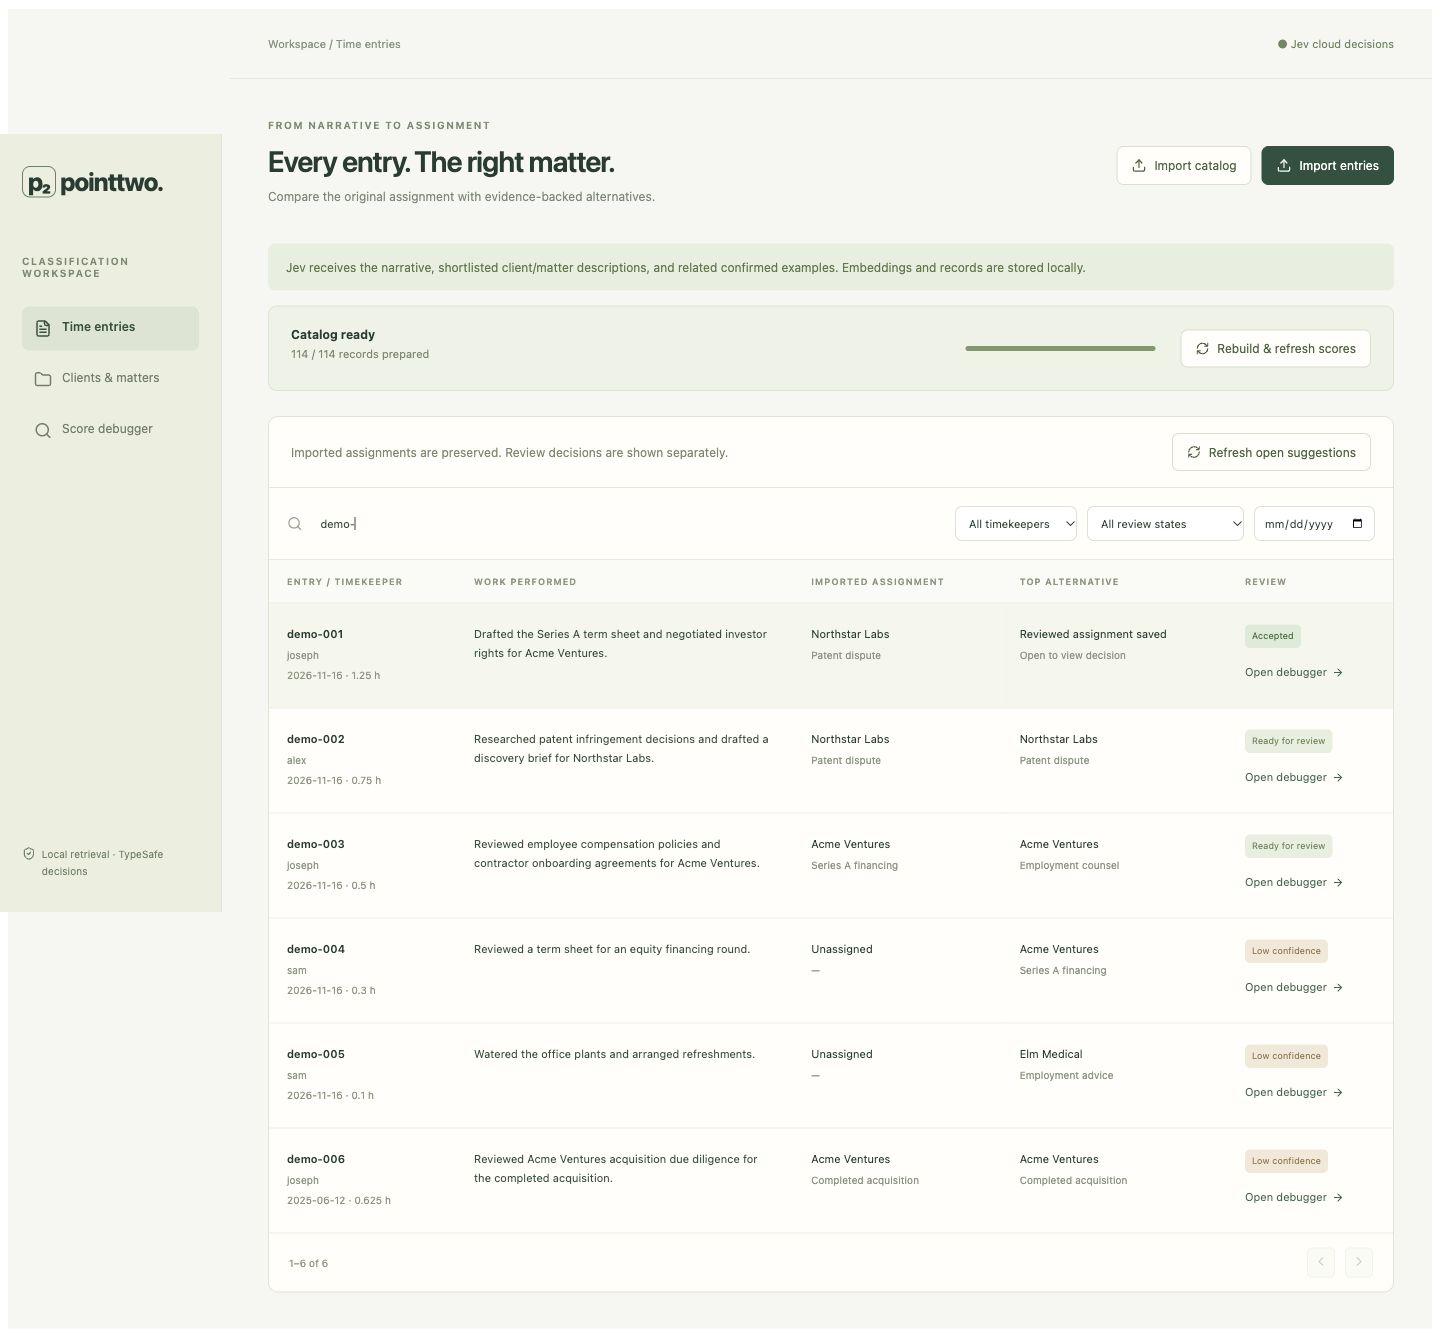 Workspace / Time entries
Jev cloud decisions
p2 pointtwo.
CLASSIFICATION
WORKSPACE
Time entries
Clients & matters
Score debugger
Local retrieval · TypeSafe
decisions
FROM NARRATIVE TO ASSIGNMENT
Every entry. The right matter.
Compare the original assignment with evidence-backed alternatives.
Import catalog
Import entries
Jev receives the narrative, shortlisted client/matter descriptions, and related confirmed examples. Embeddings and records are stored locally.
Catalog ready
114 / 114 records prepared
Rebuild & refresh scores
Imported assignments are preserved. Review decisions are shown separately.
Refresh open suggestions
demo-
All timekeepers
All review states
mm/dd/yyyy
ENTRY / TIMEKEEPER
WORK PERFORMED
IMPORTED ASSIGNMENT
TOP ALTERNATIVE
REVIEW
demo-001
joseph
2026-11-16 · 1.25 h
Drafted the Series A term sheet and negotiated investor
rights for Acme Ventures.
Northstar Labs
Patent dispute
Reviewed assignment saved
Open to view decision
Accepted
Open debugger →
demo-002
alex
2026-11-16 · 0.75 h
Researched patent infringement decisions and drafted a
discovery brief for Northstar Labs.
Northstar Labs
Patent dispute
Northstar Labs
Patent dispute
Ready for review
Open debugger →
demo-003
joseph
2026-11-16 · 0.5 h
Reviewed employee compensation policies and
contractor onboarding agreements for Acme Ventures.
Acme Ventures
Series A financing
Acme Ventures
Employment counsel
Ready for review
Open debugger →
demo-004
sam
2026-11-16 · 0.3 h
Reviewed a term sheet for an equity financing round.
Unassigned
—
Acme Ventures
Series A financing
Low confidence
Open debugger →
demo-005
sam
2026-11-16 · 0.1 h
Watered the office plants and arranged refreshments.
Unassigned
—
Elm Medical
Employment advice
Low confidence
Open debugger →
demo-006
joseph
2025-06-12 · 0.625 h
Reviewed Acme Ventures acquisition due diligence for
the completed acquisition.
Acme Ventures
Completed acquisition
Acme Ventures
Completed acquisition
Low confidence
Open debugger →
1–6 of 6